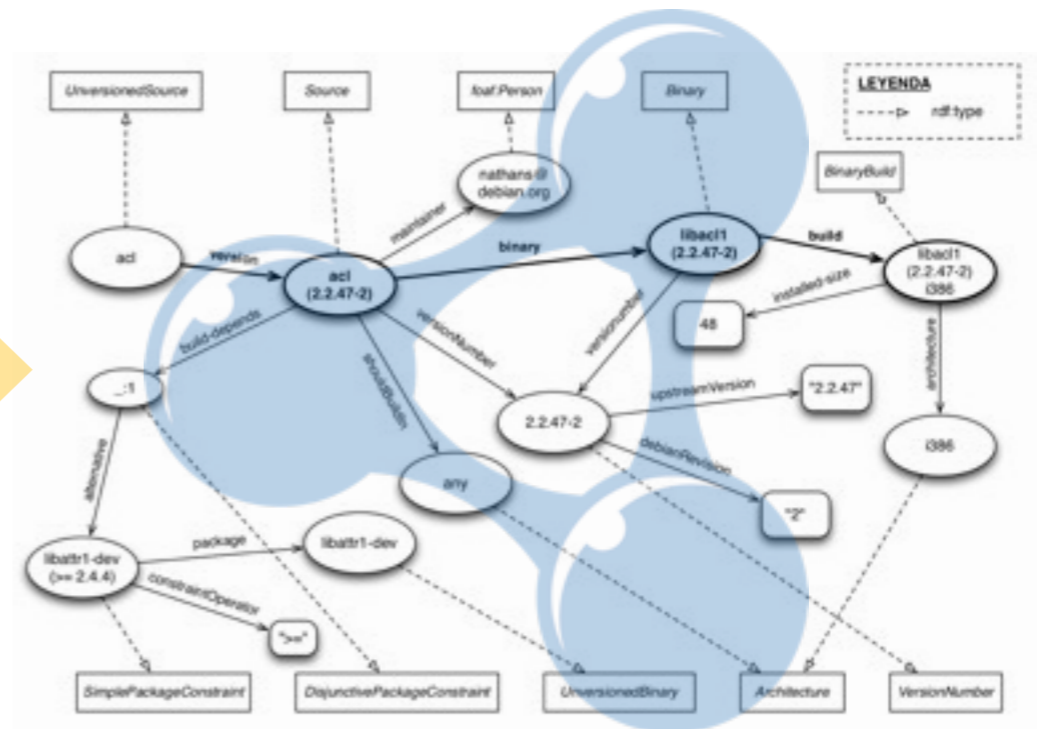 UnversionedSource
Source
foaf:Person
Binary
LEYENDA
rdf:type
BinaryBuild
nathans@
debian.org
acl
version
maintainer
binary
libacl1
(2.2.47-2)
build
libacl1
(2.2.47-2)
i386
acl
(2.2.47-2)
installed-size
48
build-depends
versionNumber
versionumber
shouldBuildIn
architecture
_:1
upstreamVersion
"2.2.47"
2.2.47-2
debianRevision
i386
alternative
any
"2"
libattr1-dev
(>= 2.4.4)
package
libattr1-dev
constraintOperator
">="
SimplePackageConstraint
DisjunctivePackageConstraint
UnversionedBinary
Architecture
VersionNumber